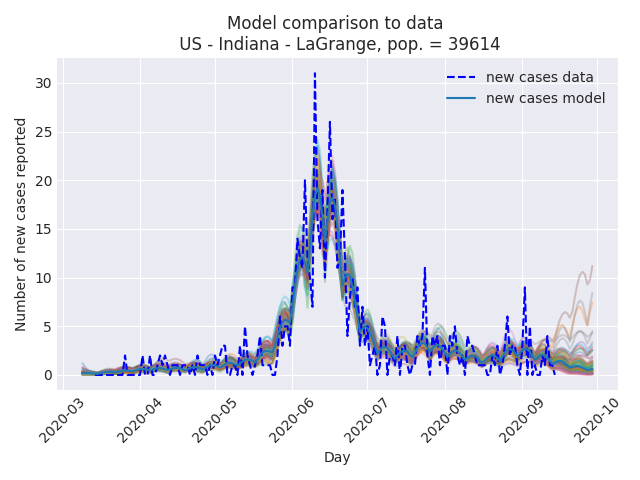 Model comparison to data
US - Indiana - LaGrange, pop. = 39614
new cases data
new cases model
Number of new cases reported
30
25
20
15
10
5
0
2020-03
2020-04
2020-05
2020-06
2020-07
2020-08
2020-09
2020-10
Day